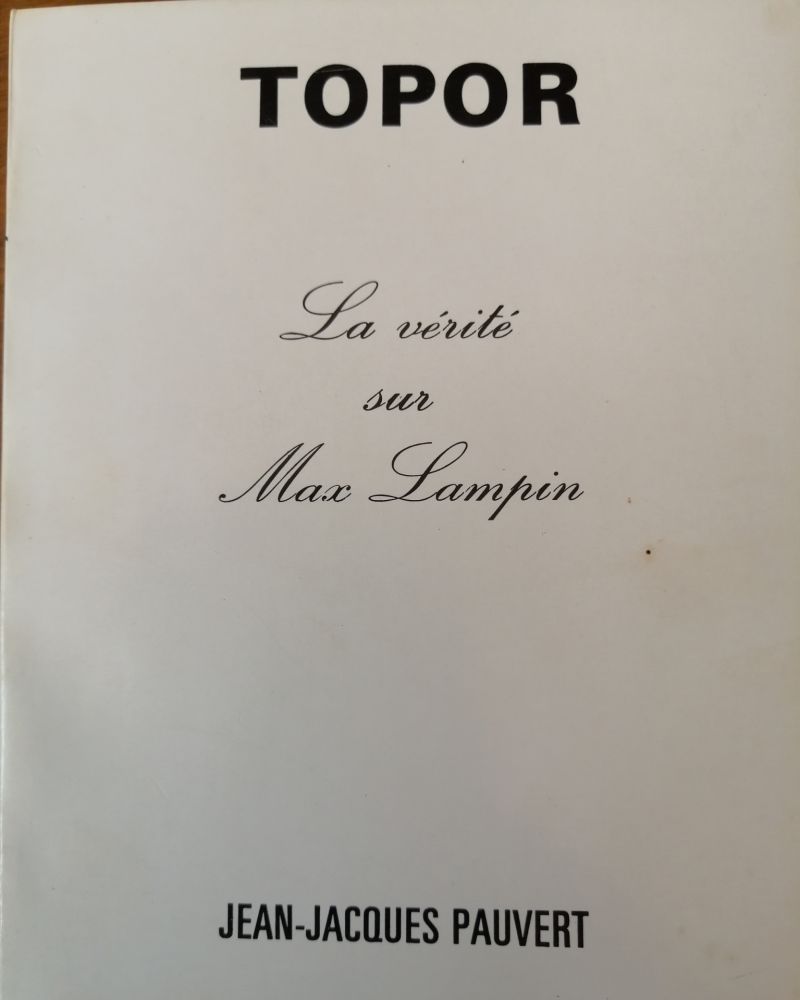 TOPOR
La vérité
sur
Max Lampin
JEAN-JACQUES PAUVERT